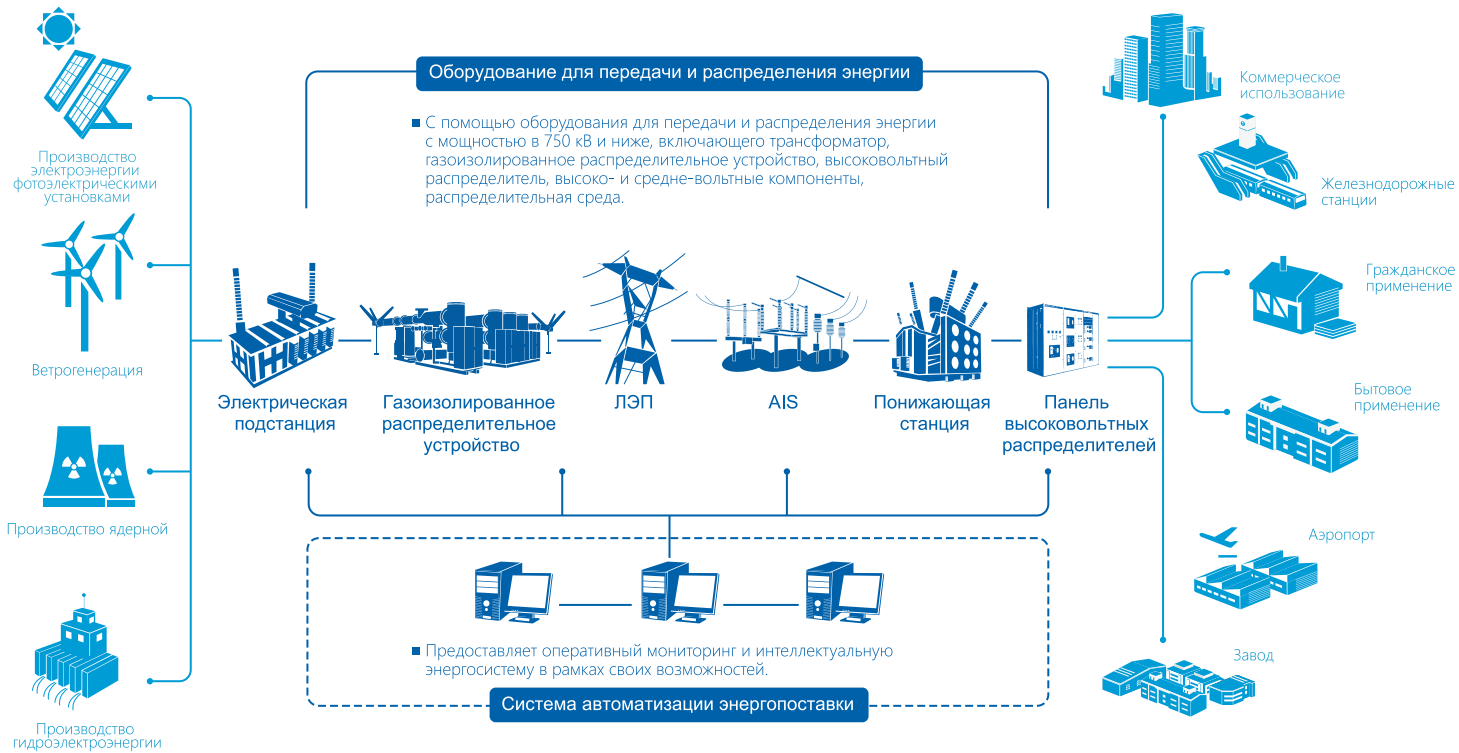 Оборудование для передачи и распределения энергии
■ С помощью оборудования для передачи и распределения энергии
с мощностью в 750 кВ и ниже, включающего трансформатор,
газоизолированное распределительное устройство, высоковольтный
распределитель, высоко- и средне-вольтные компоненты,
распределительная среда.
Производство
электроэнергии
фотоэлектрическими
установками
Ветрогенерация
Производство ядерной
Производство
гидроэлектроэнергии
Электрическая
подстанция
Газоизолированное
распределительное
устройство
ЛЭП
AIS
Понижающая
станция
Панель
высоковольтных
распределителей
Коммерческое
использование
Железнодорожные
станции
Гражданское
применение
Бытовое
применение
Аэропорт
Завод
■ Предоставляет оперативный мониторинг и интеллектуальную
энергосистему в рамках своих возможностей.
Система автоматизации энергопоставки